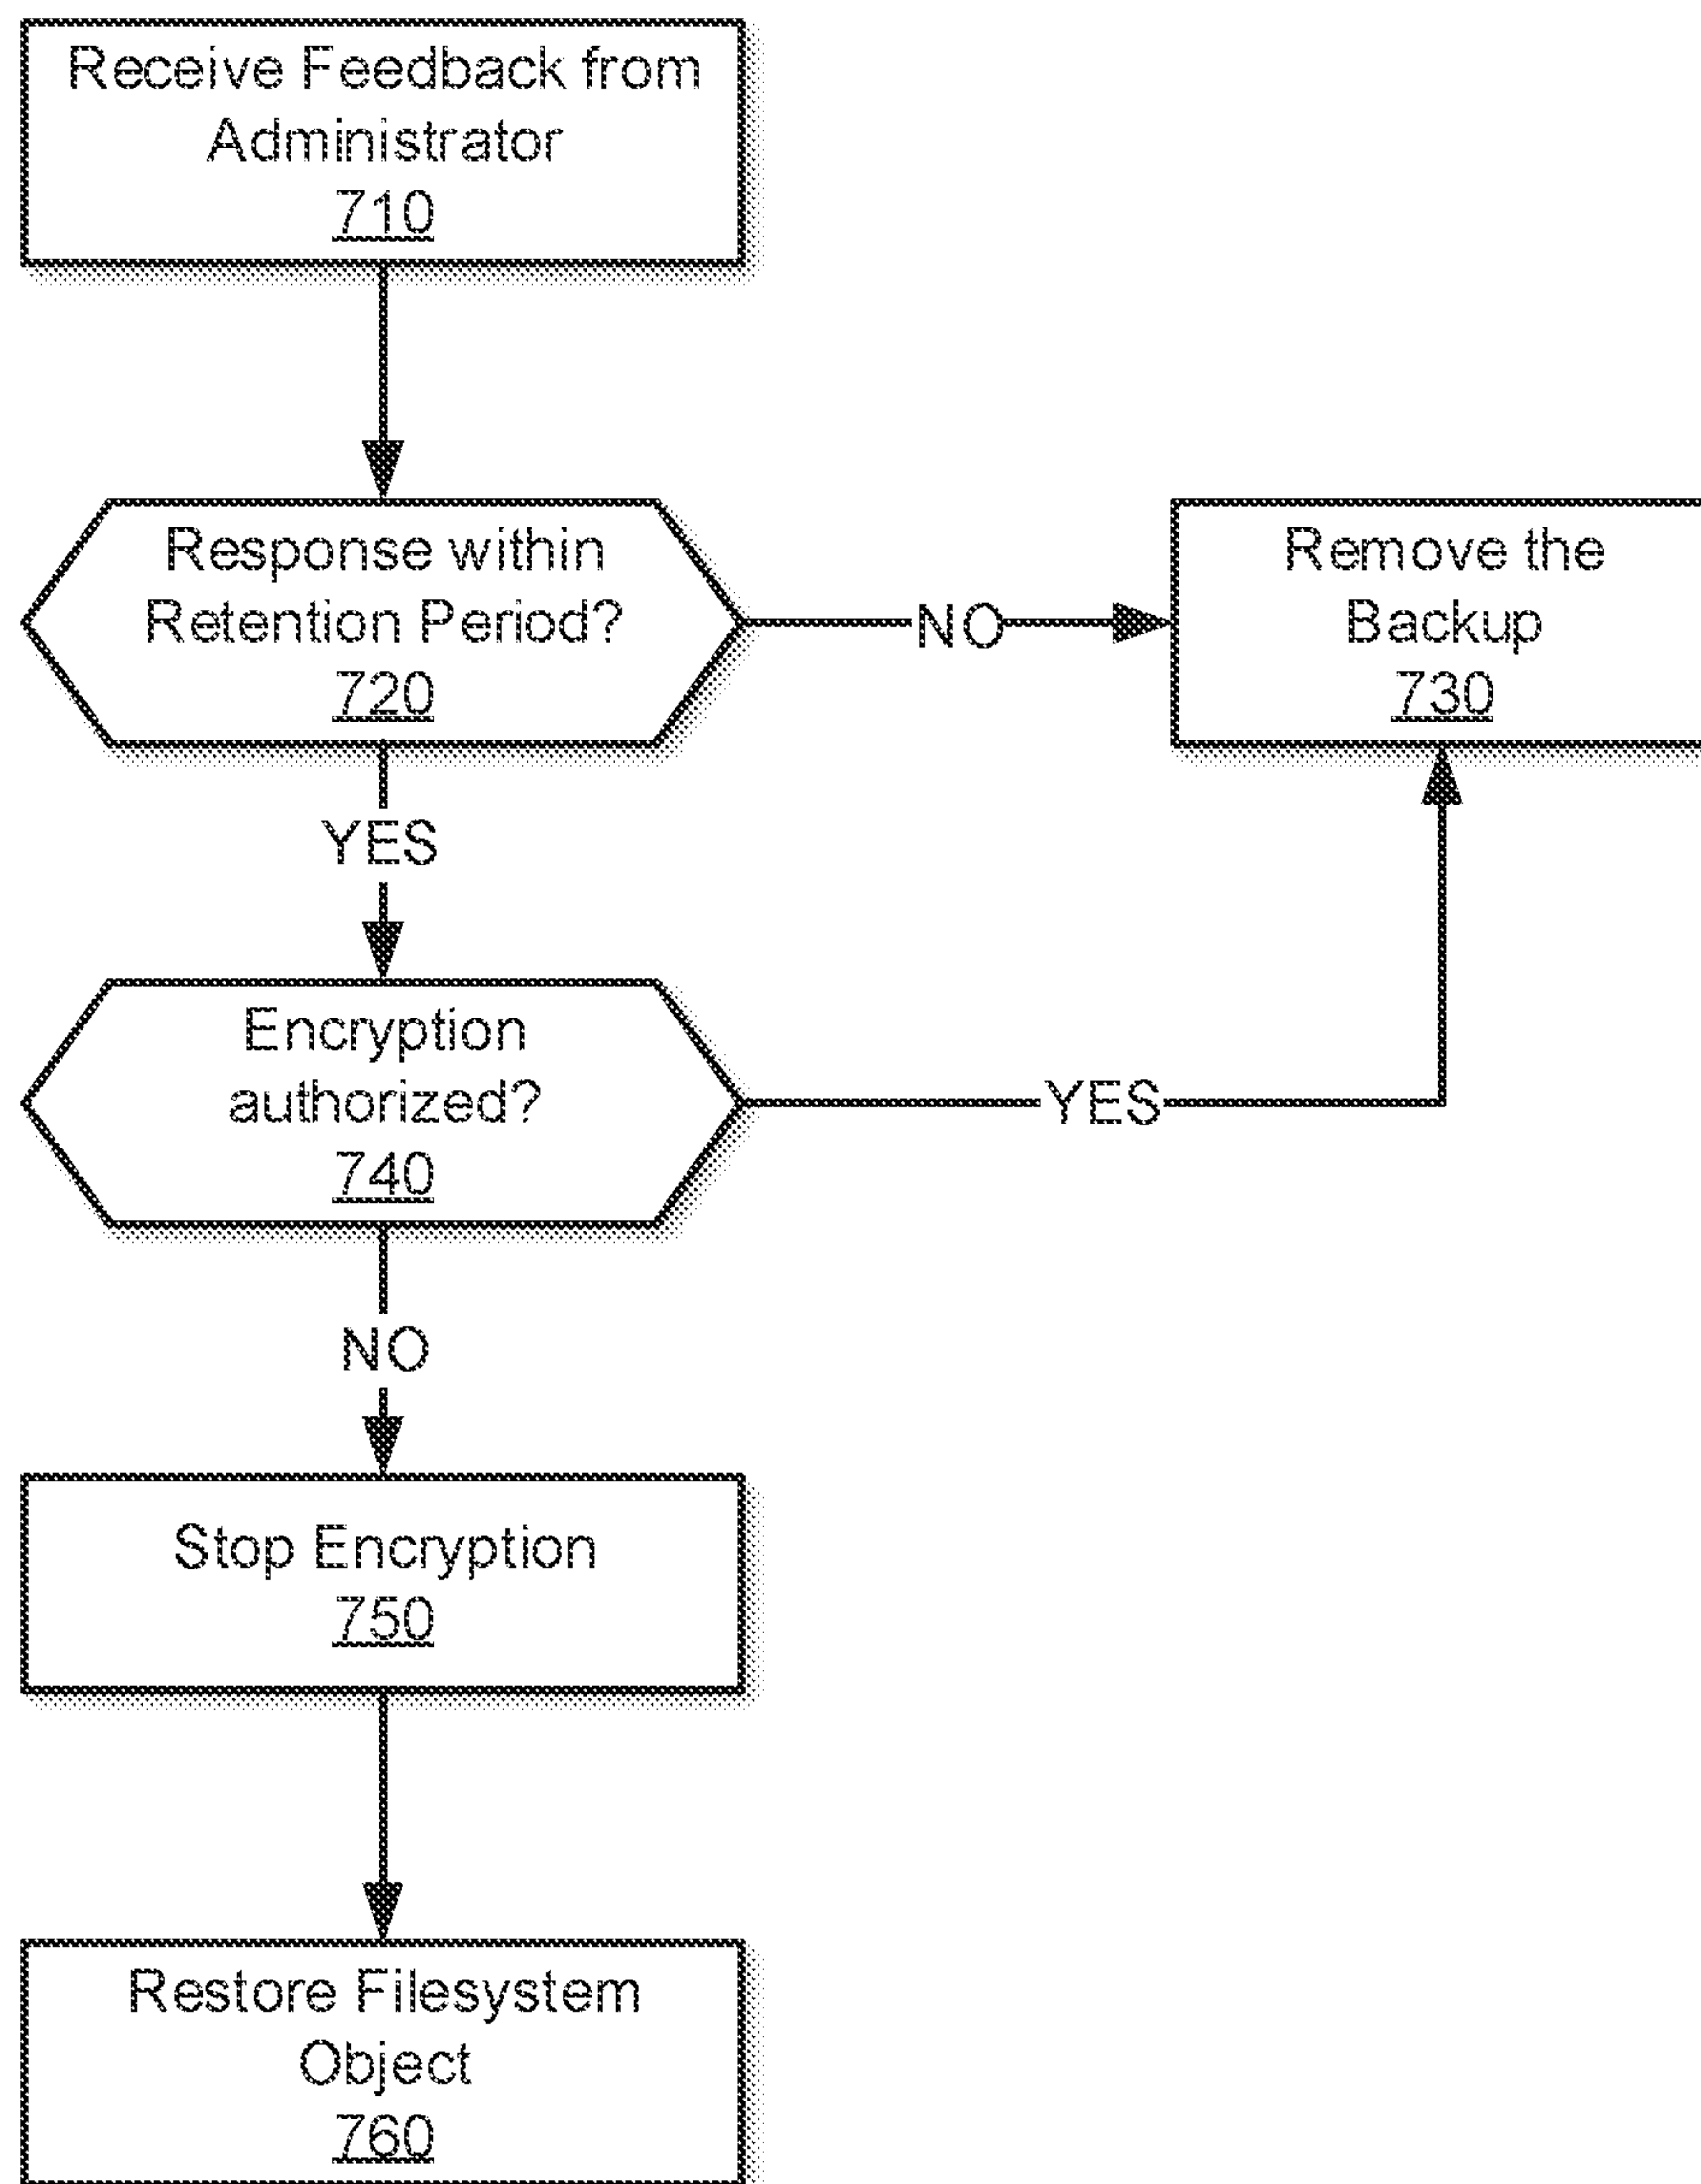 Receive Feedback from
Administrator
710
Response within
Retention Period?
720
NO
Remove the
Backup
730
YES
Encryption
authorized?
740
YES
NO
Stop Encryption
750
Restore Filesystem
Object
760